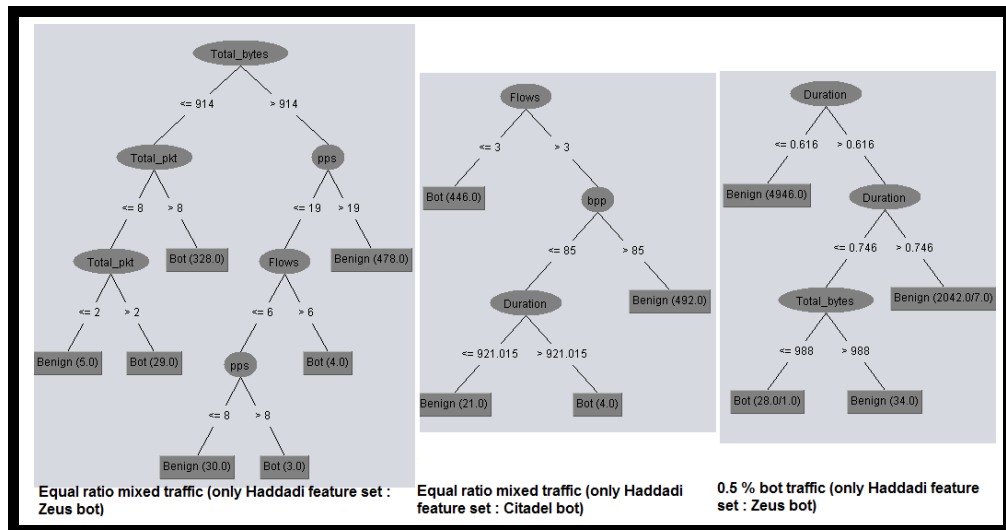 Total_bytes
<= 914 > 914
Total_pkt pps
<= 8 > 8 <= 19 > 19
Total_pkt Bot (328.0) Flows Benign (478.0)
<= 2 > 2 <= 6 > 6
Benign (5.0) Bot (29.0) pps Bot (4.0)
<= 8 > 8
Benign (30.0) Bot (3.0)
Equal ratio mixed traffic (only Haddadi feature set :
Zeus bot)
Flows
<= 3 > 3
Bot (446.0) bpp
<= 85 > 85
Duration Benign (492.0)
<= 921.015 > 921.015
Benign (21.0) Bot (4.0)
Equal ratio mixed traffic (only Haddadi
feature set : Citadel bot)
Duration
<= 0.616 > 0.616
Benign (4946.0) Duration
<= 0.746 > 0.746
Total_bytes Benign (2042.0/7.0)
<= 988 > 988
Bot (28.0/1.0) Benign (34.0)
0.5 % bot traffic (only Haddadi feature
set : Zeus bot)